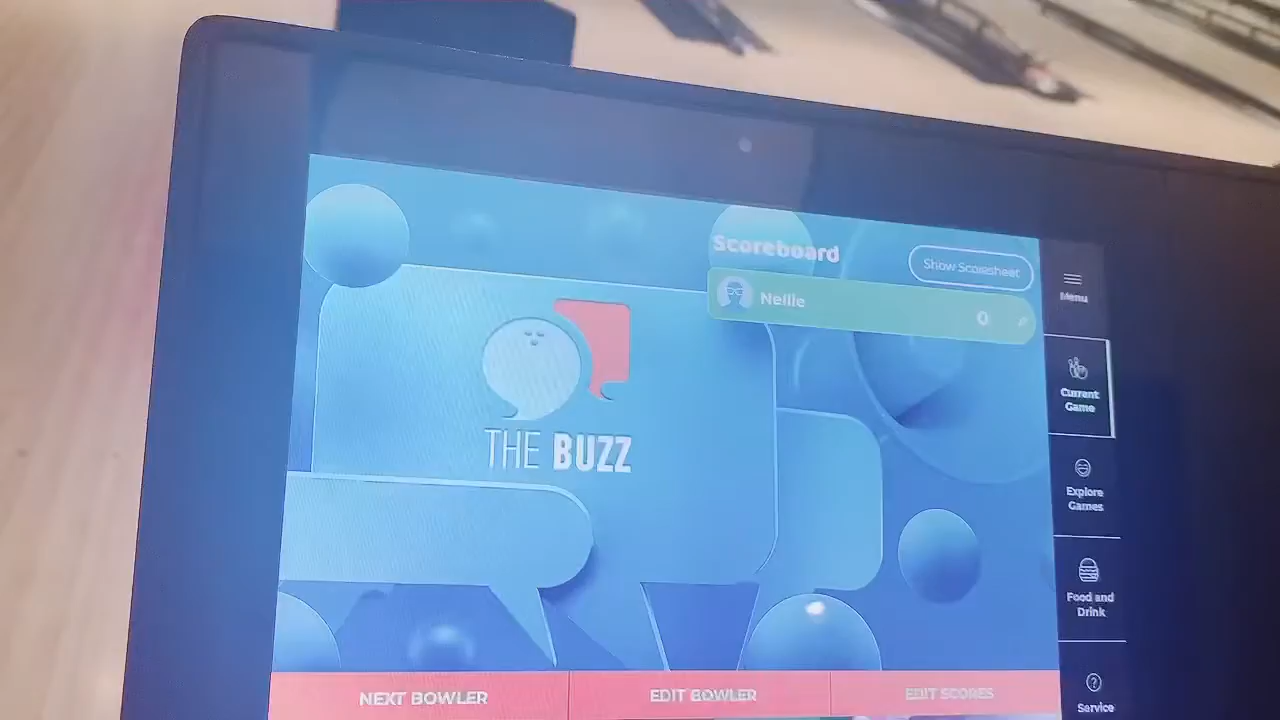 Scoreboard
Show Scoresheet
Nellie
0
THE BUZZ
Menu
Current
Game
Explore
Games
Food and
Drink
Service
NEXT BOWLER
EDIT BOWLER
EDIT SCORES